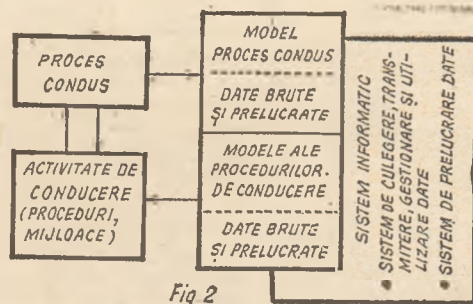 PROCES
CONDUS
ACTIVITATE DE
CONDUCERE
(PROCEDURI,
MIJLOACE)
MODEL
PROCES CONDUS
DATE BRUTE
ȘI PRELUCRATE
MODELE ALE
PROCEDURILOR
DE CONDUCERE
DATE BRUTE
ȘI PRELUCRATE
SISTEM INFORMATIC
• SISTEM DE CULEGERE, TRANS-
MITERE, GESTIONARE ȘI UTI-
LIZARE DATE
• SISTEM DE PRELUCRARE DATE
Fig 2